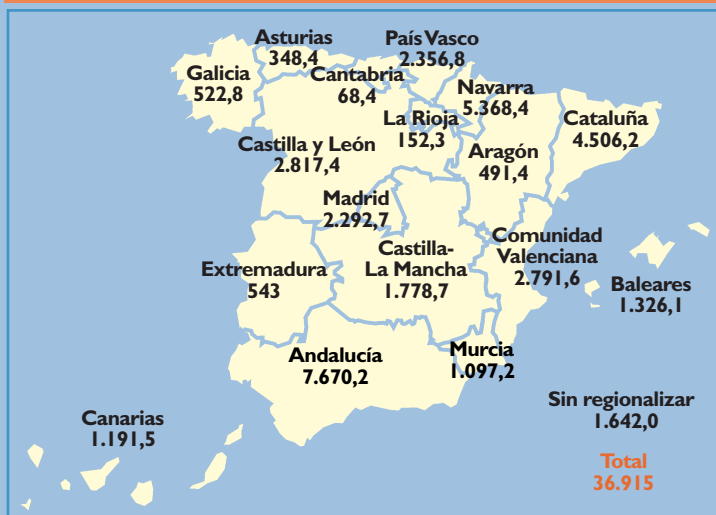 Asturias
348,4
País Vasco
2.356,8
Galicia
522,8
Cantabria
68,4
Navarra
5.368,4
La Rioja
152,3
Cataluña
4.506,2
Castilla y León
2.817,4
Aragón
491,4
Madrid
2.292,7
Comunidad
Valenciana
2.791,6
Castilla-
La Mancha
1.778,7
Extremadura
543
Baleares
1.326,1
Andalucía
7.670,2
Murcia
1.097,2
Sin regionalizar
1.642,0
Canarias
1.191,5
Total
36.915